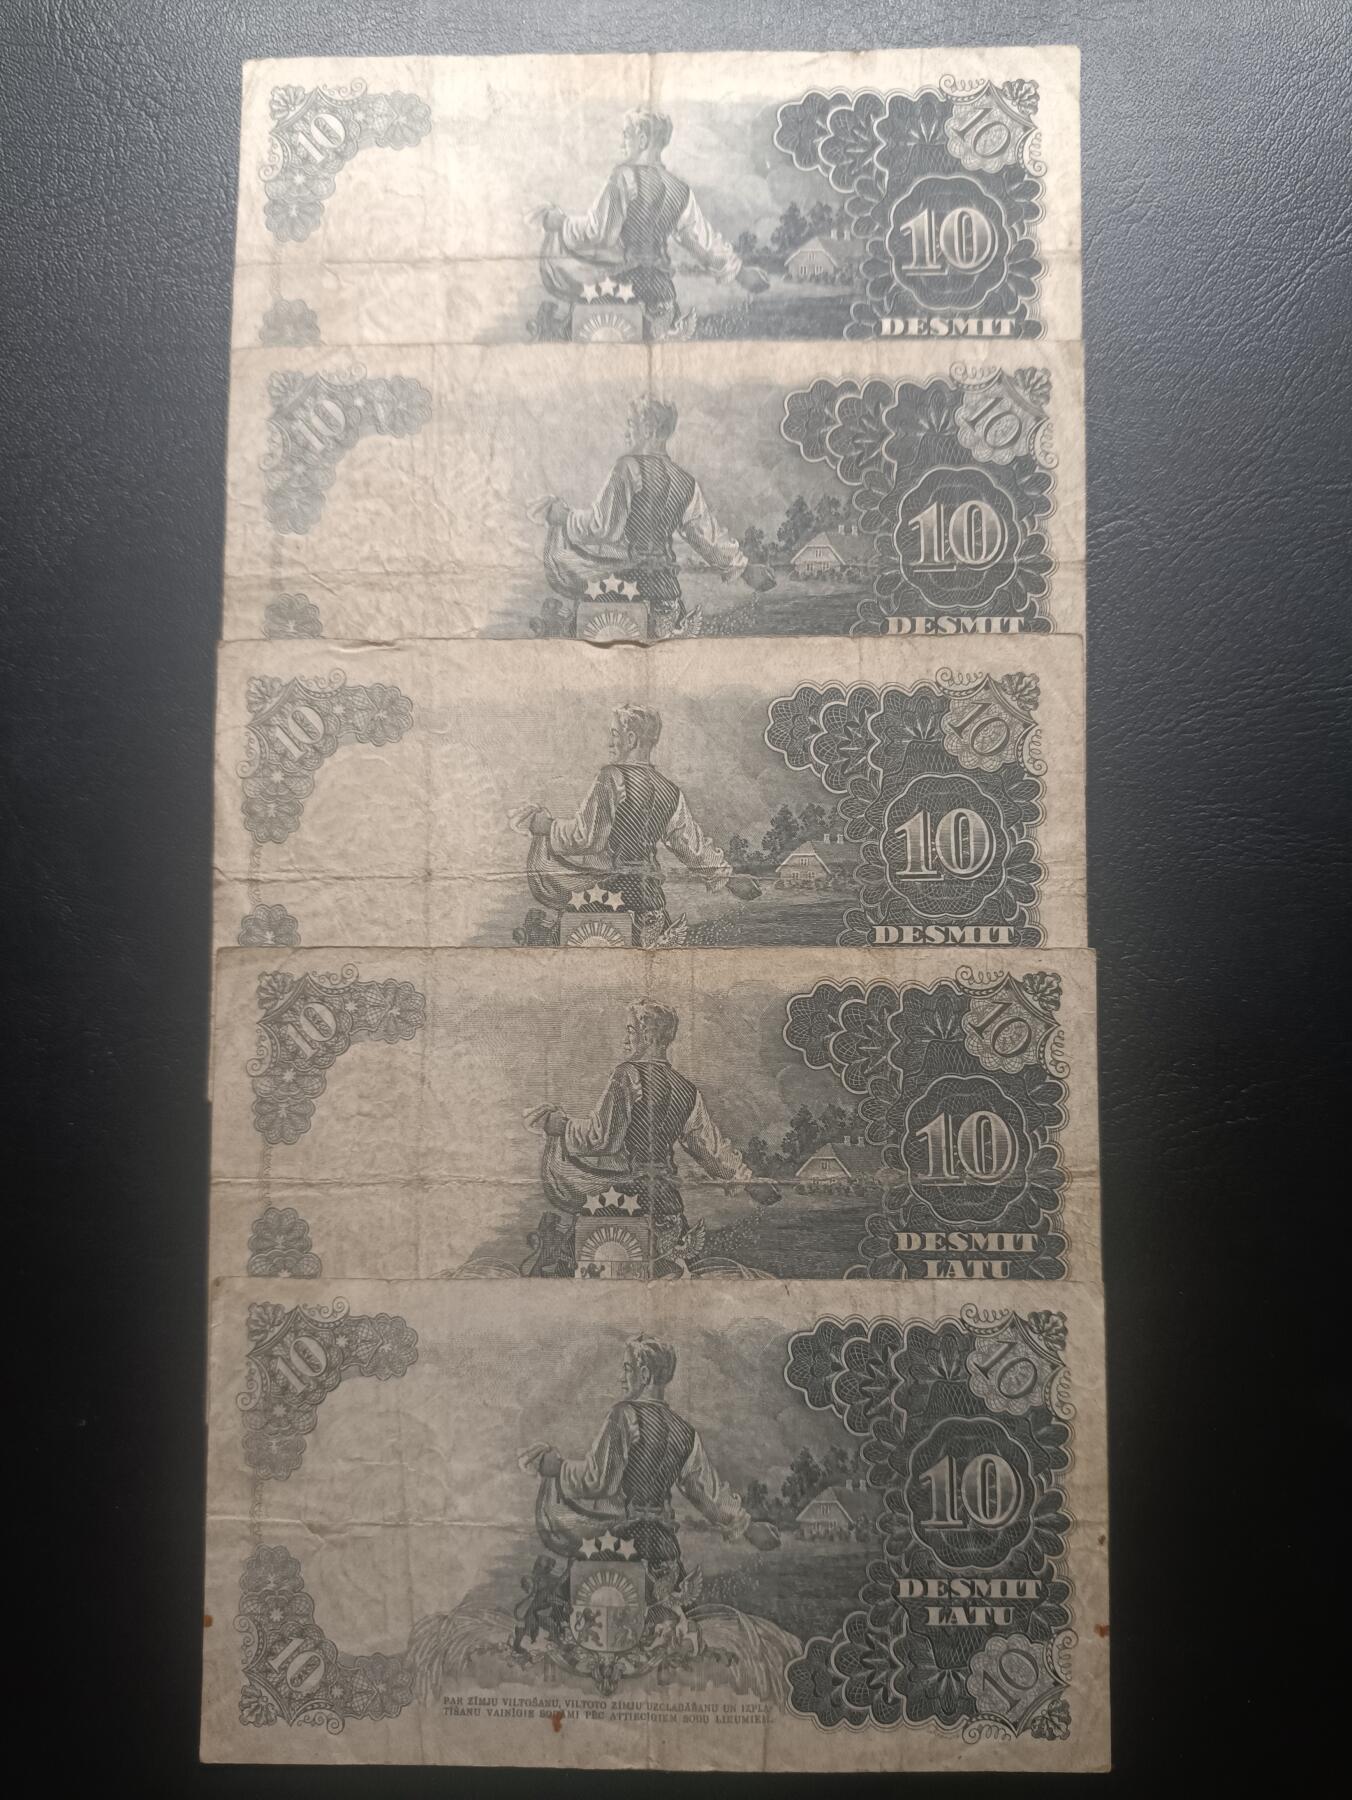 10 10
10
DESMIT
10 10
10
DESMIT
10 10
10
DESMIT
10 10
10
DESMIT
LATU
10 10
10
DESMIT
LATU
10 10
PAR ZĪMJU VILTOŠANU, VILTOTO ZĪMJU UZGLABĀŠANU UN IZPLA-
TĪŠANU VAINĪGIE SODĀMI PĒC ATTIECĪGIEM SODU LIKUMIEM.